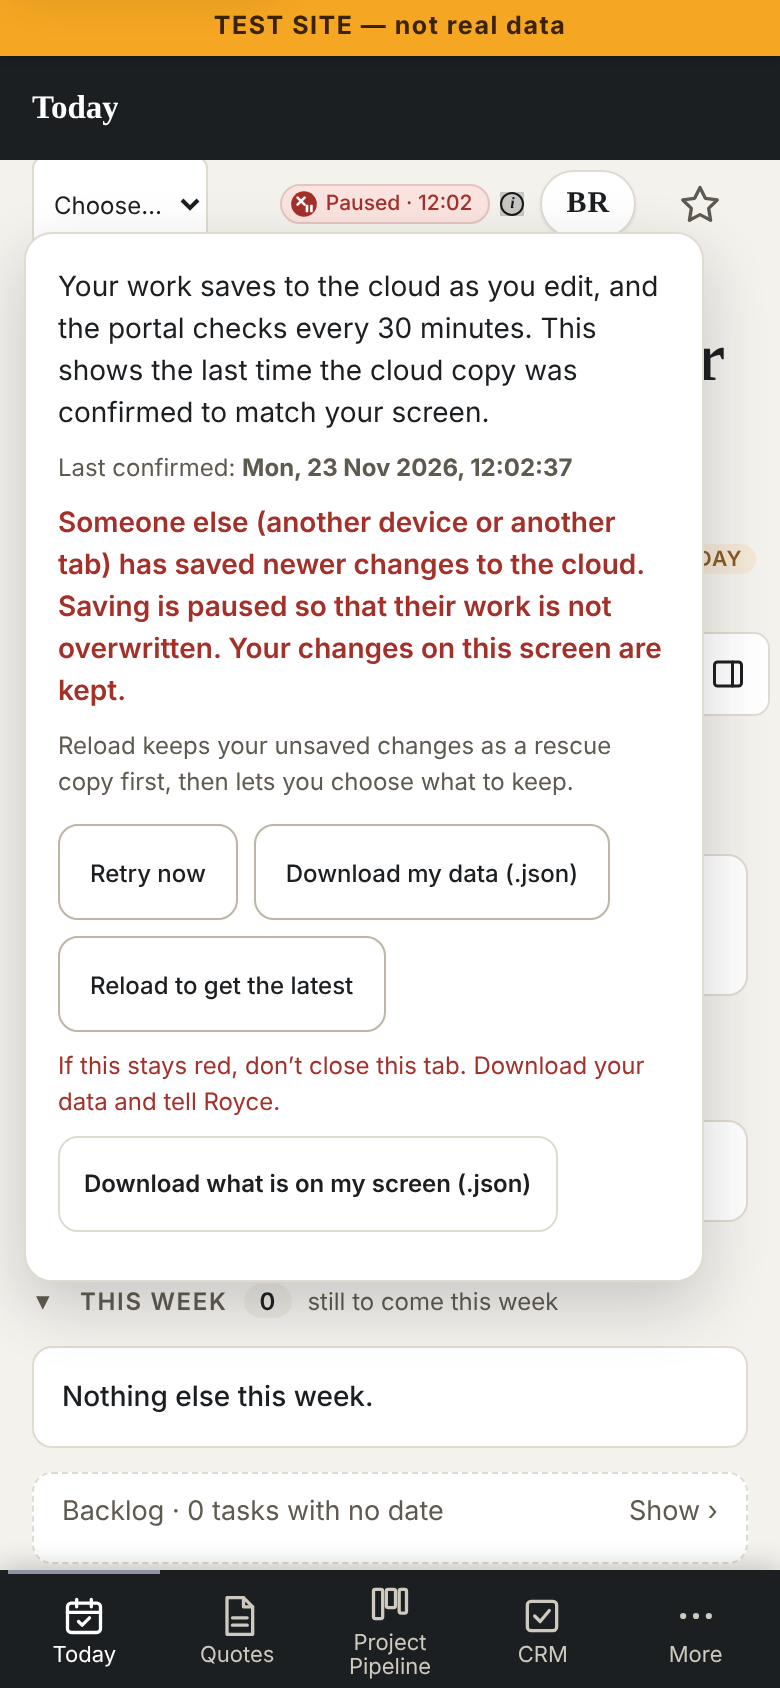 TEST SITE — not real data
Today
Choose...
Paused · 12:02
i
BR
Your work saves to the cloud as you edit, and
the portal checks every 30 minutes. This
shows the last time the cloud copy was
confirmed to match your screen.
Last confirmed: Mon, 23 Nov 2026, 12:02:37
Someone else (another device or another
tab) has saved newer changes to the cloud.
Saving is paused so that their work is not
overwritten. Your changes on this screen are
kept.
Reload keeps your unsaved changes as a rescue
copy first, then lets you choose what to keep.
Retry now
Download my data (.json)
Reload to get the latest
If this stays red, don’t close this tab. Download your
data and tell Royce.
Download what is on my screen (.json)
THIS WEEK 0 still to come this week
Nothing else this week.
Backlog · 0 tasks with no date
Show ›
Today
Quotes
Project
Pipeline
CRM
More